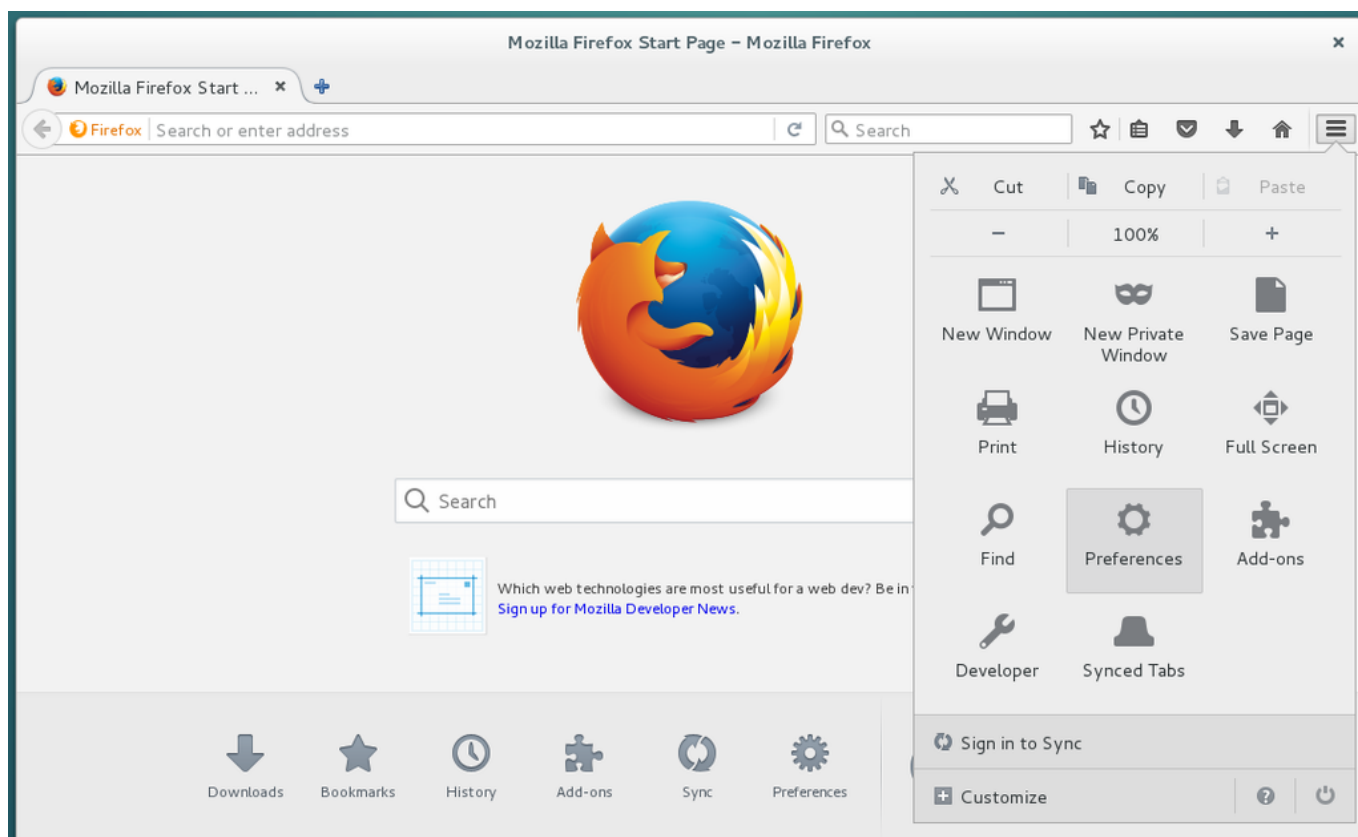 Mozilla Firefox Start Page – Mozilla Firefox
Mozilla Firefox Start ...
Firefox Search or enter address
Search
Cut Copy Paste
− 100% +
New Window New Private Window Save Page
Print History Full Screen
Find Preferences Add-ons
Developer Synced Tabs
Sign in to Sync
Customize
Search
Which web technologies are most useful for a web dev? Be in
Sign up for Mozilla Developer News.
Downloads Bookmarks History Add-ons Sync Preferences